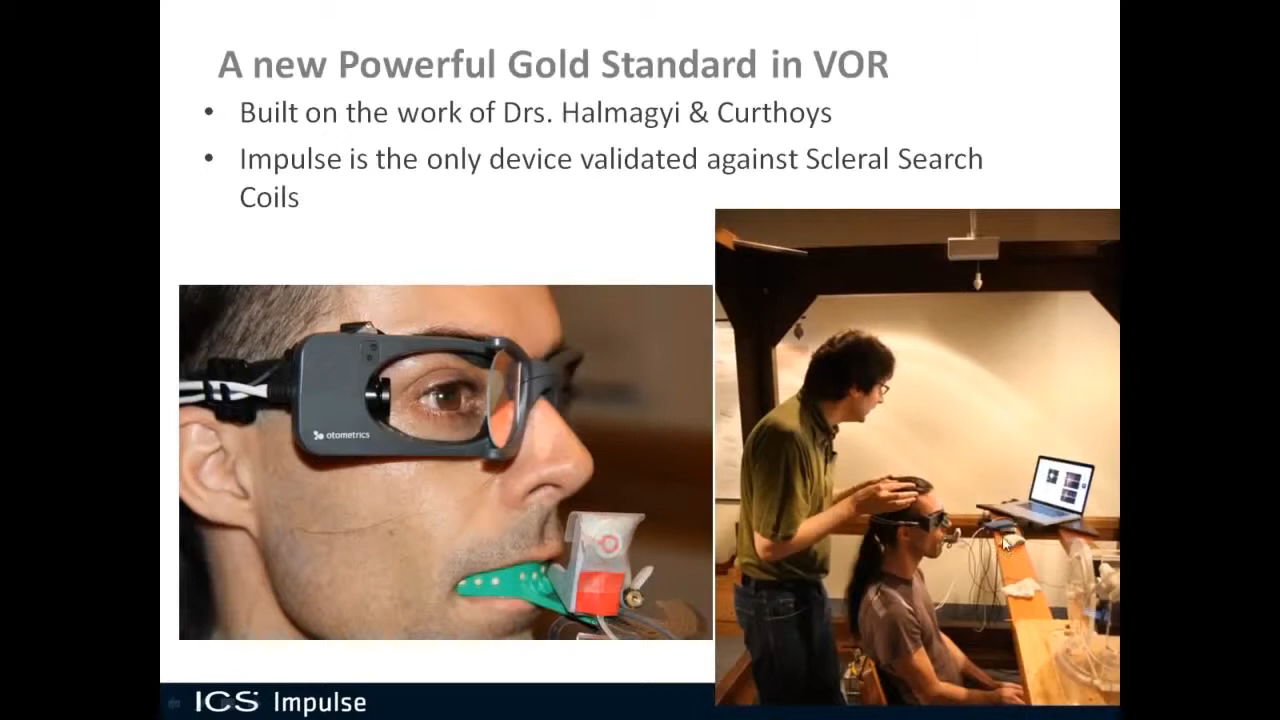 A new Powerful Gold Standard in VOR
• Built on the work of Drs. Halmagyi & Curthoys
• Impulse is the only device validated against Scleral Search
Coils
otometrics
ICS Impulse